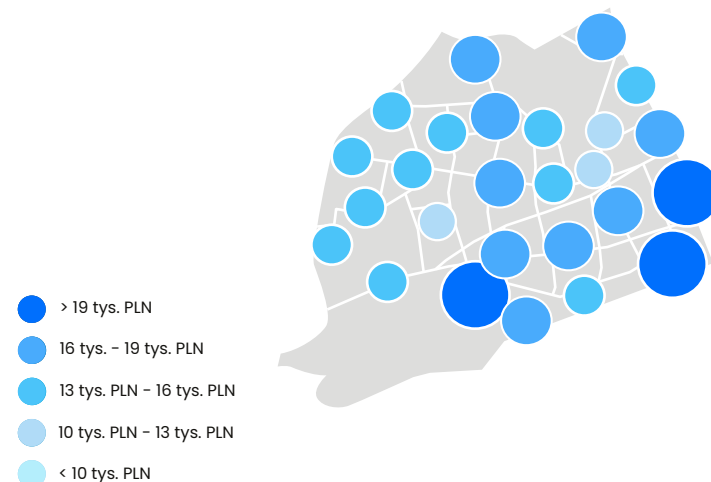 > 19 tys. PLN
16 tys. - 19 tys. PLN
13 tys. PLN - 16 tys. PLN
10 tys. PLN - 13 tys. PLN
< 10 tys. PLN